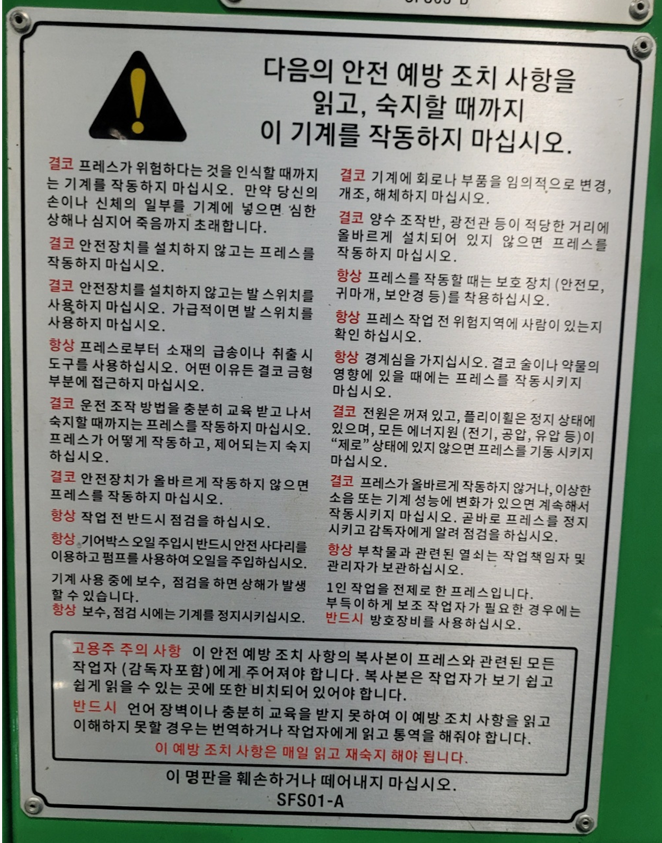 SFS03-B
다음의 안전 예방 조치 사항을
읽고, 숙지할 때까지
이 기계를 작동하지 마십시오.
결코 프레스가 위험하다는 것을 인식할 때까지
는 기계를 작동하지 마십시오. 만약 당신의
손이나 신체의 일부를 기계에 넣으면 심한
상해나 심지어 죽음까지 초래합니다.
결코 안전장치를 설치하지 않고는 프레스를
작동하지 마십시오.
결코 안전장치를 설치하지 않고는 발 스위치를
사용하지 마십시오. 가급적이면 발 스위치를
사용하지 마십시오.
항상 프레스로부터 소재의 급송이나 취출 시
도구를 사용하십시오. 어떤 이유든 결코 금형
부분에 접근하지 마십시오.
결코 운전 조작 방법을 충분히 교육 받고 나서
숙지할 때까지는 프레스를 작동하지 마십시오.
프레스가 어떻게 작동하고, 제어되는지 숙지
하십시오.
결코 안전장치가 올바르게 작동하지 않으면
프레스를 작동하지 마십시오.
항상 작업 전 반드시 점검을 하십시오.
항상 기어박스 오일 주입시 반드시 안전 사다리를
이용하고 펌프를 사용하여 오일을 주입하십시오.
기계 사용 중에 보수, 점검을 하면 상해가 발생
할 수 있습니다.
항상 보수, 점검 시에는 기계를 정지시키십시오.
결코 기계에 회로나 부품을 임의적으로 변경,
개조, 해체하지 마십시오.
결코 양수 조작반, 광전관 등이 적당한 거리에
올바르게 설치되어 있지 않으면 프레스를
작동하지 마십시오.
항상 프레스를 작동할 때는 보호 장치 (안전모,
귀마개, 보안경 등)를 착용하십시오.
항상 프레스 작업 전 위험지역에 사람이 있는지
확인 하십시오.
항상 경계심을 가지십시오. 결코 술이나 약물의
영향에 있을 때에는 프레스를 작동시키지
마십시오.
결코 전원은 꺼져 있고, 플라이휠은 정지 상태에
있으며, 모든 에너지원 (전기, 공압, 유압 등)이
“제로” 상태에 있지 않으면 프레스를 기동 시키지
마십시오.
결코 프레스가 올바르게 작동하지 않거나, 이상한
소음 또는 기계 성능에 변화가 있으면 계속해서
작동시키지 마십시오. 곧바로 프레스를 정지
시키고 감독자에게 알려 점검을 하십시오.
항상 부착물과 관련된 열쇠는 작업책임자 및
관리자가 보관하십시오.
1인 작업을 전제로 한 프레스입니다.
부득이하게 보조 작업자가 필요한 경우에는
반드시 방호장비를 사용하십시오.
고용주 주의 사항 이 안전 예방 조치 사항의 복사본이 프레스와 관련된 모든
작업자 (감독자포함)에게 주어져야 합니다. 복사본은 작업자가 보기 쉽고
쉽게 읽을 수 있는 곳에 또한 비치되어 있어야 합니다.
반드시 언어 장벽이나 충분히 교육을 받지 못하여 이 예방 조치 사항을 읽고
이해하지 못할 경우는 번역하거나 작업자에게 읽고 통역을 해줘야 합니다.
이 예방 조치 사항은 매일 읽고 재숙지 해야 됩니다.
이 명판을 훼손하거나 떼어내지 마십시오.
SFS01-A